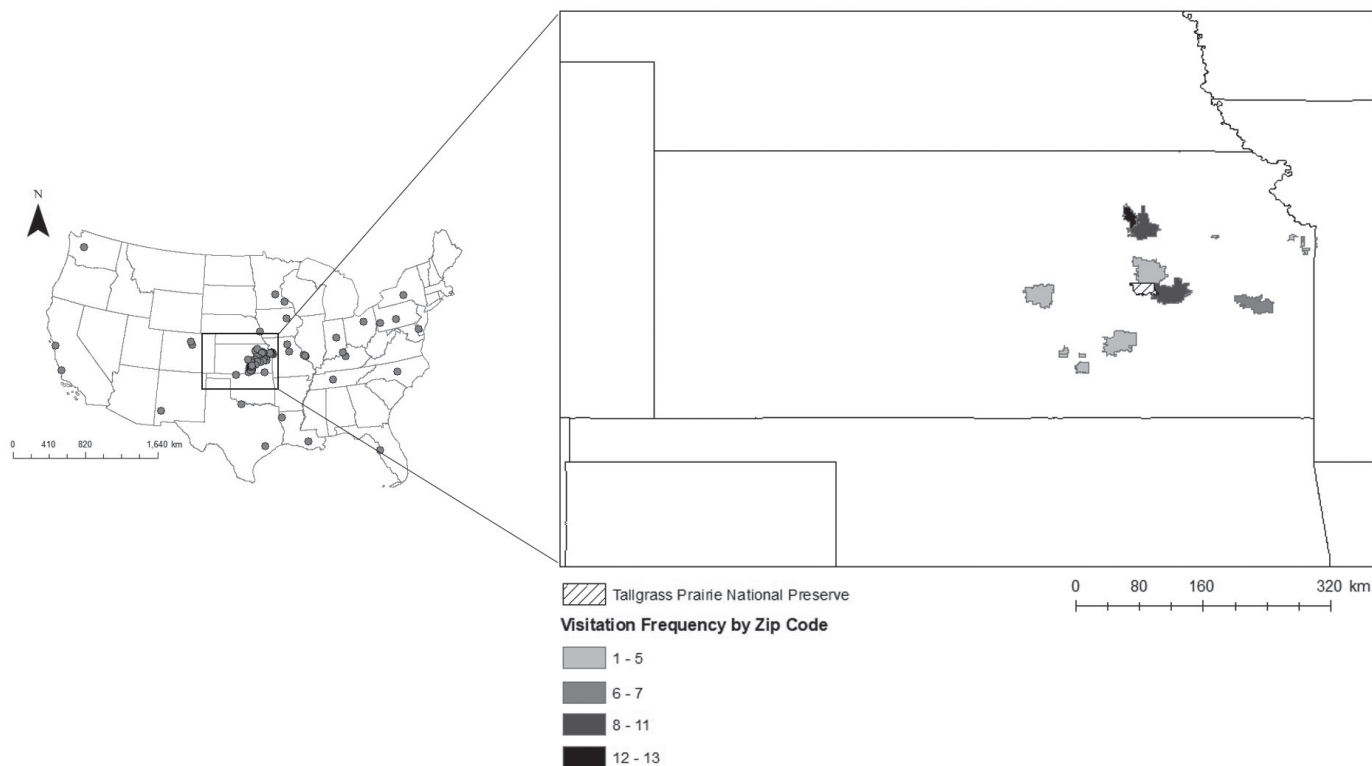 N
0 410 820 1,640 km
Tallgrass Prairie National Preserve
0 80 160 320 km
Visitation Frequency by Zip Code
1 - 5
6 - 7
8 - 11
12 - 13